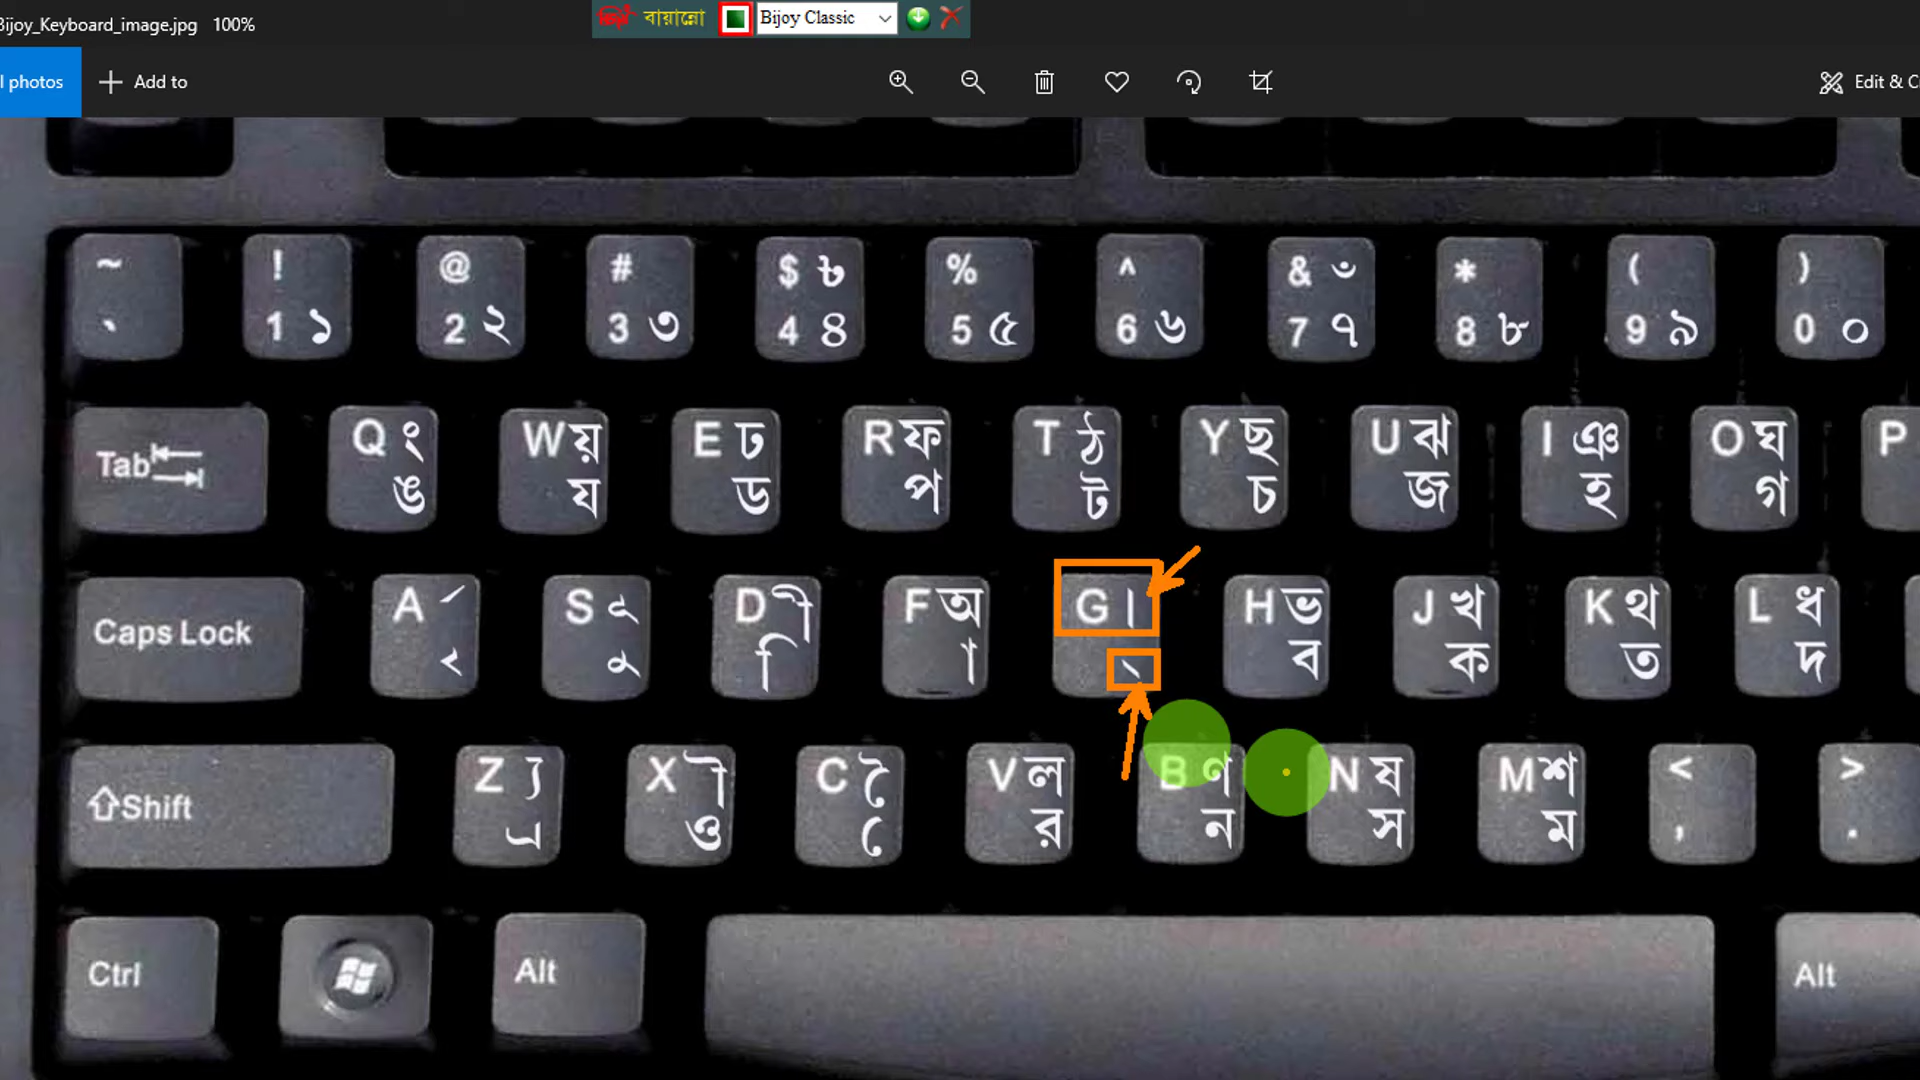 Bijoy_Keyboard_image.jpg 100%
বিজয় বায়ান্নো Bijoy Classic
l photos Add to Edit & C
~ ! @ # $ ৳ % ^ & ঁ * ( )
` 1 ১ 2 ২ 3 ৩ 4 ৪ 5 ৫ 6 ৬ 7 ৭ 8 ৮ 9 ৯ 0 ০
Tab Q ং W য় E ঢ R ফ T ঠ Y ছ U ঝ I ঞ O ঘ P
ঙ য ড প ট চ জ হ গ
Caps Lock A র্ S ূ D ী F অ G । H ভ J খ K থ L ধ
ৃ ু ি া ্ ব ক ত দ
Shift Z ্য X ৗ C ৈ V ল B ণ N ষ M শ < >
্র ও ে র ন স ম , .
Ctrl Alt Alt